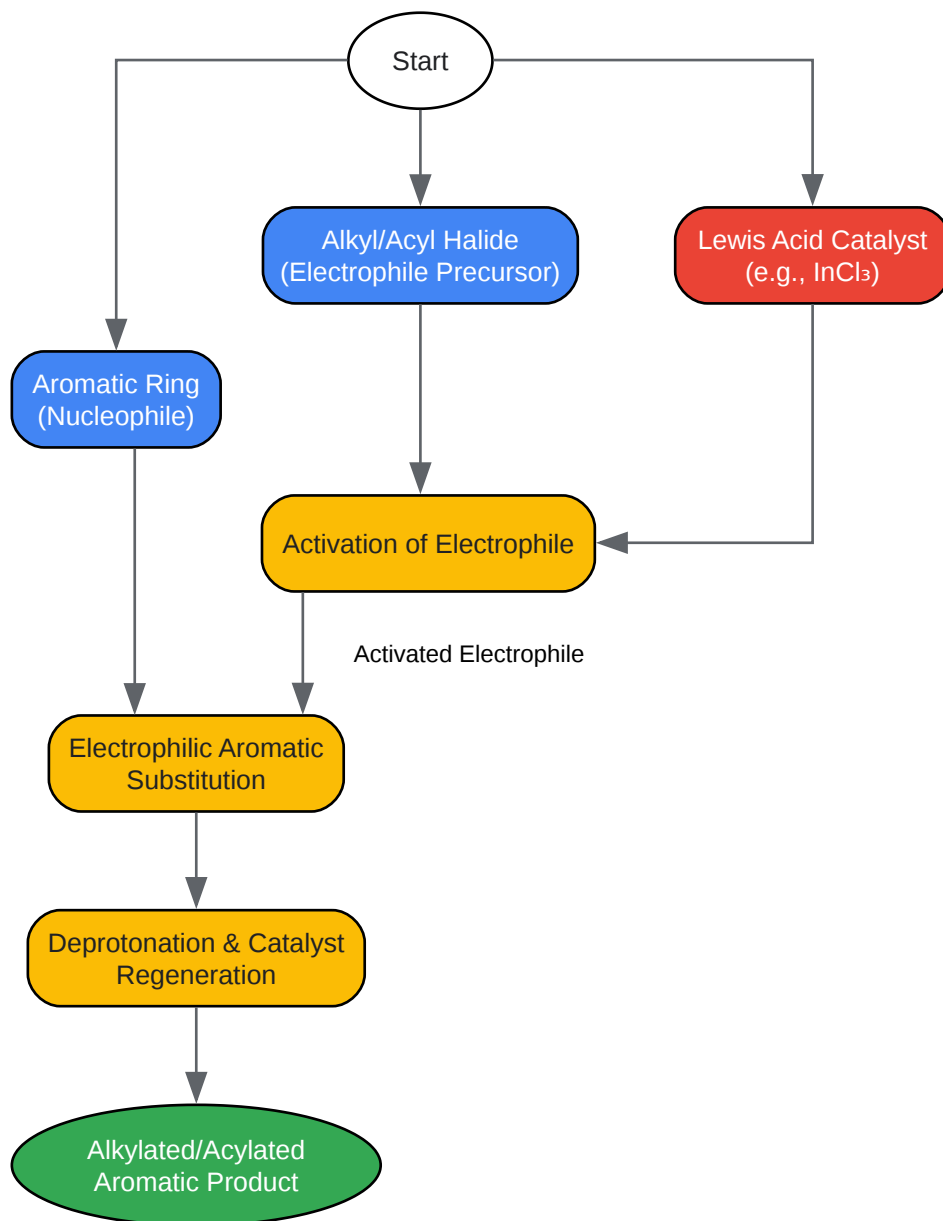 Start
Alkyl/Acyl Halide
(Electrophile Precursor)
Lewis Acid Catalyst
(e.g., InCl₃)
Aromatic Ring
(Nucleophile)
Activation of Electrophile
Activated Electrophile
Electrophilic Aromatic
Substitution
Deprotonation & Catalyst
Regeneration
Alkylated/Acylated
Aromatic Product